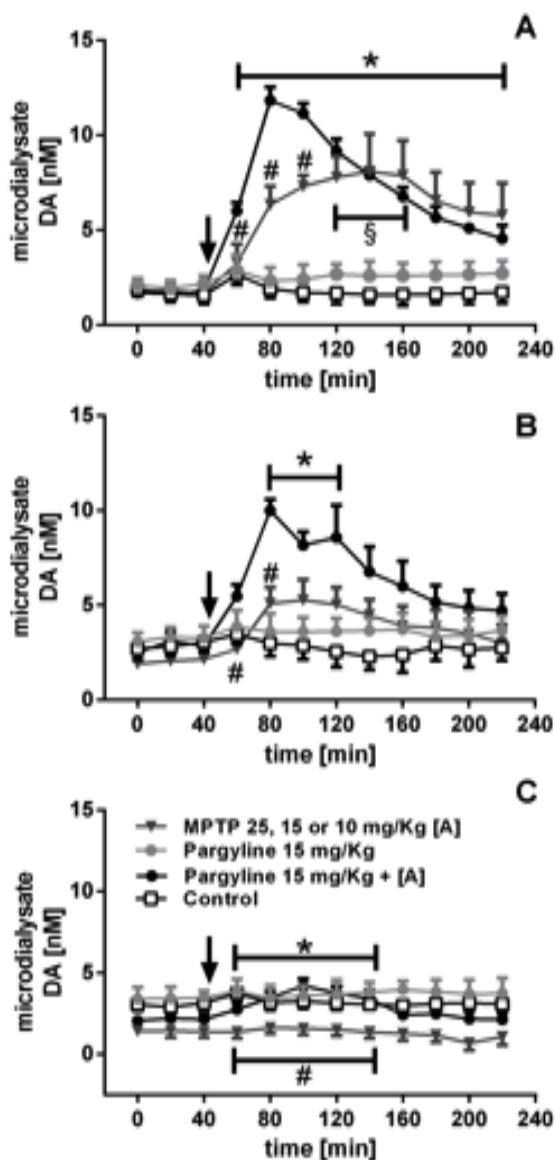 A
15
*
10
#
#
#
§
5
0
microdialysate
DA [nM]
0 40 80 120 160 200 240
time [min]
B
15
*
10
#
5
#
0
microdialysate
DA [nM]
0 40 80 120 160 200 240
time [min]
C
15
MPTP 25, 15 or 10 mg/Kg [A]
Pargyline 15 mg/Kg
Pargyline 15 mg/Kg + [A]
Control
10
*
5
0
#
microdialysate
DA [nM]
0 40 80 120 160 200 240
time [min]